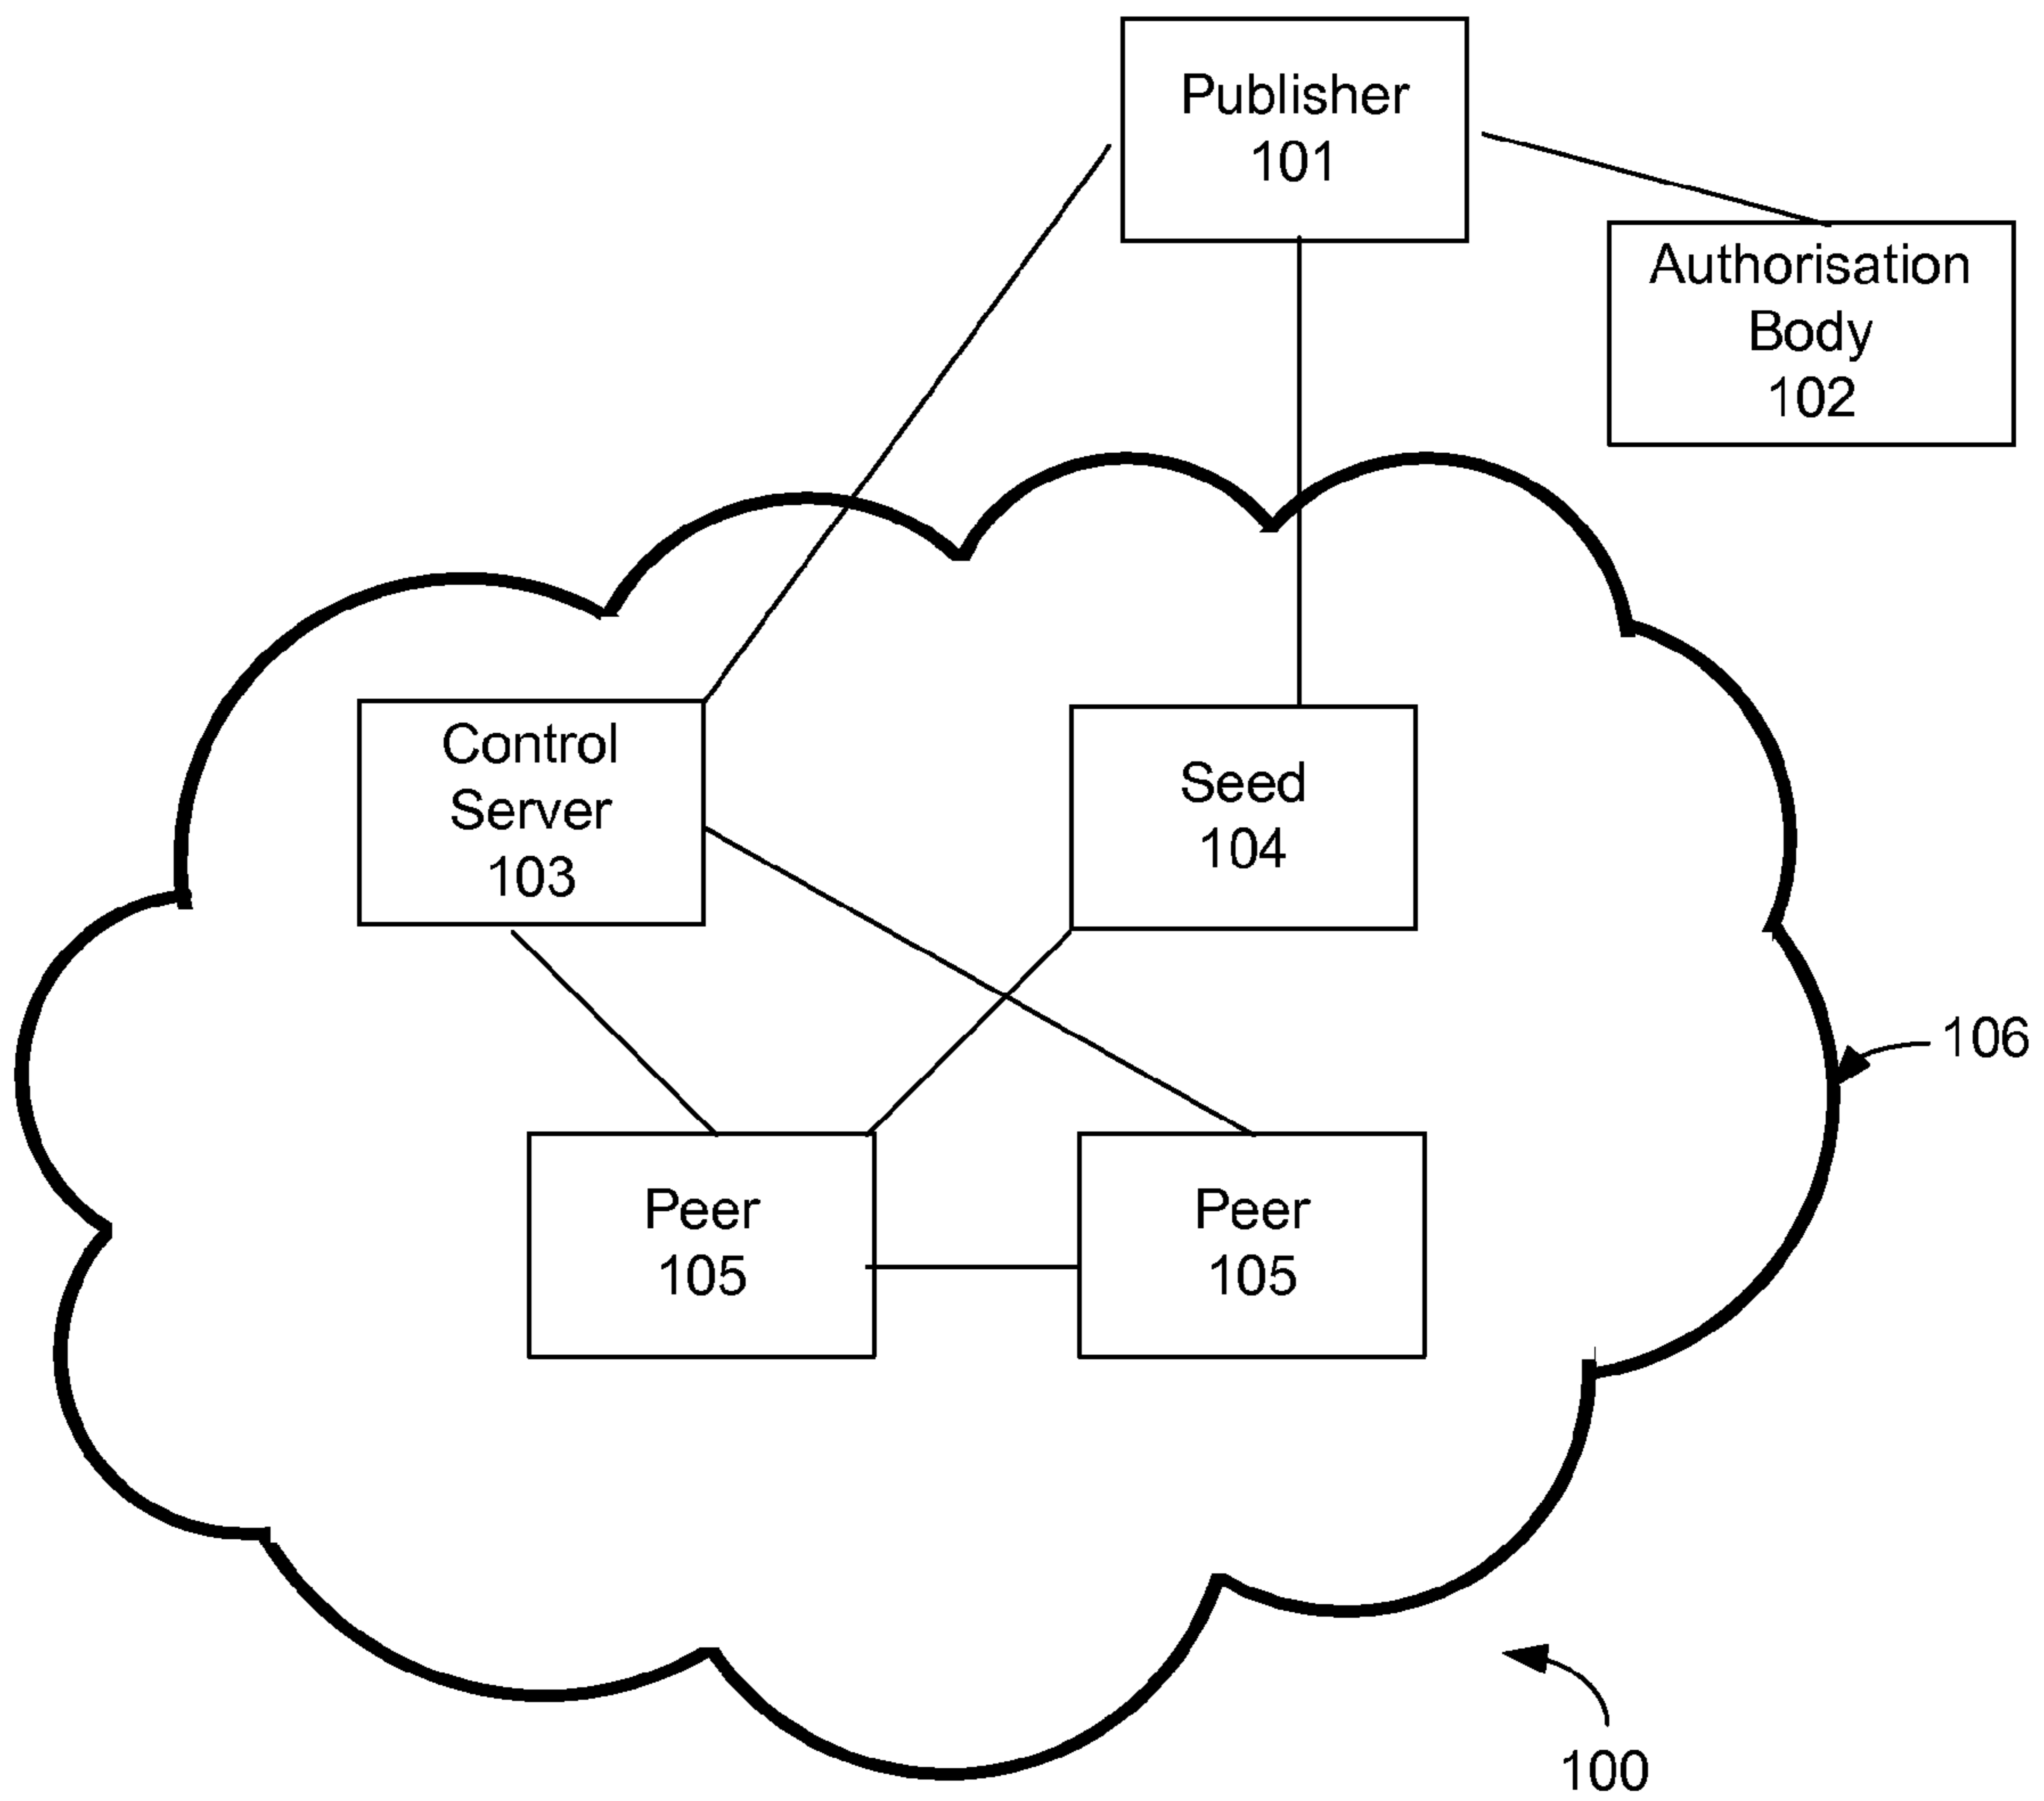 Publisher
101
Authorisation
Body
102
Control
Server
103
Seed
104
106
Peer
105
Peer
105
100